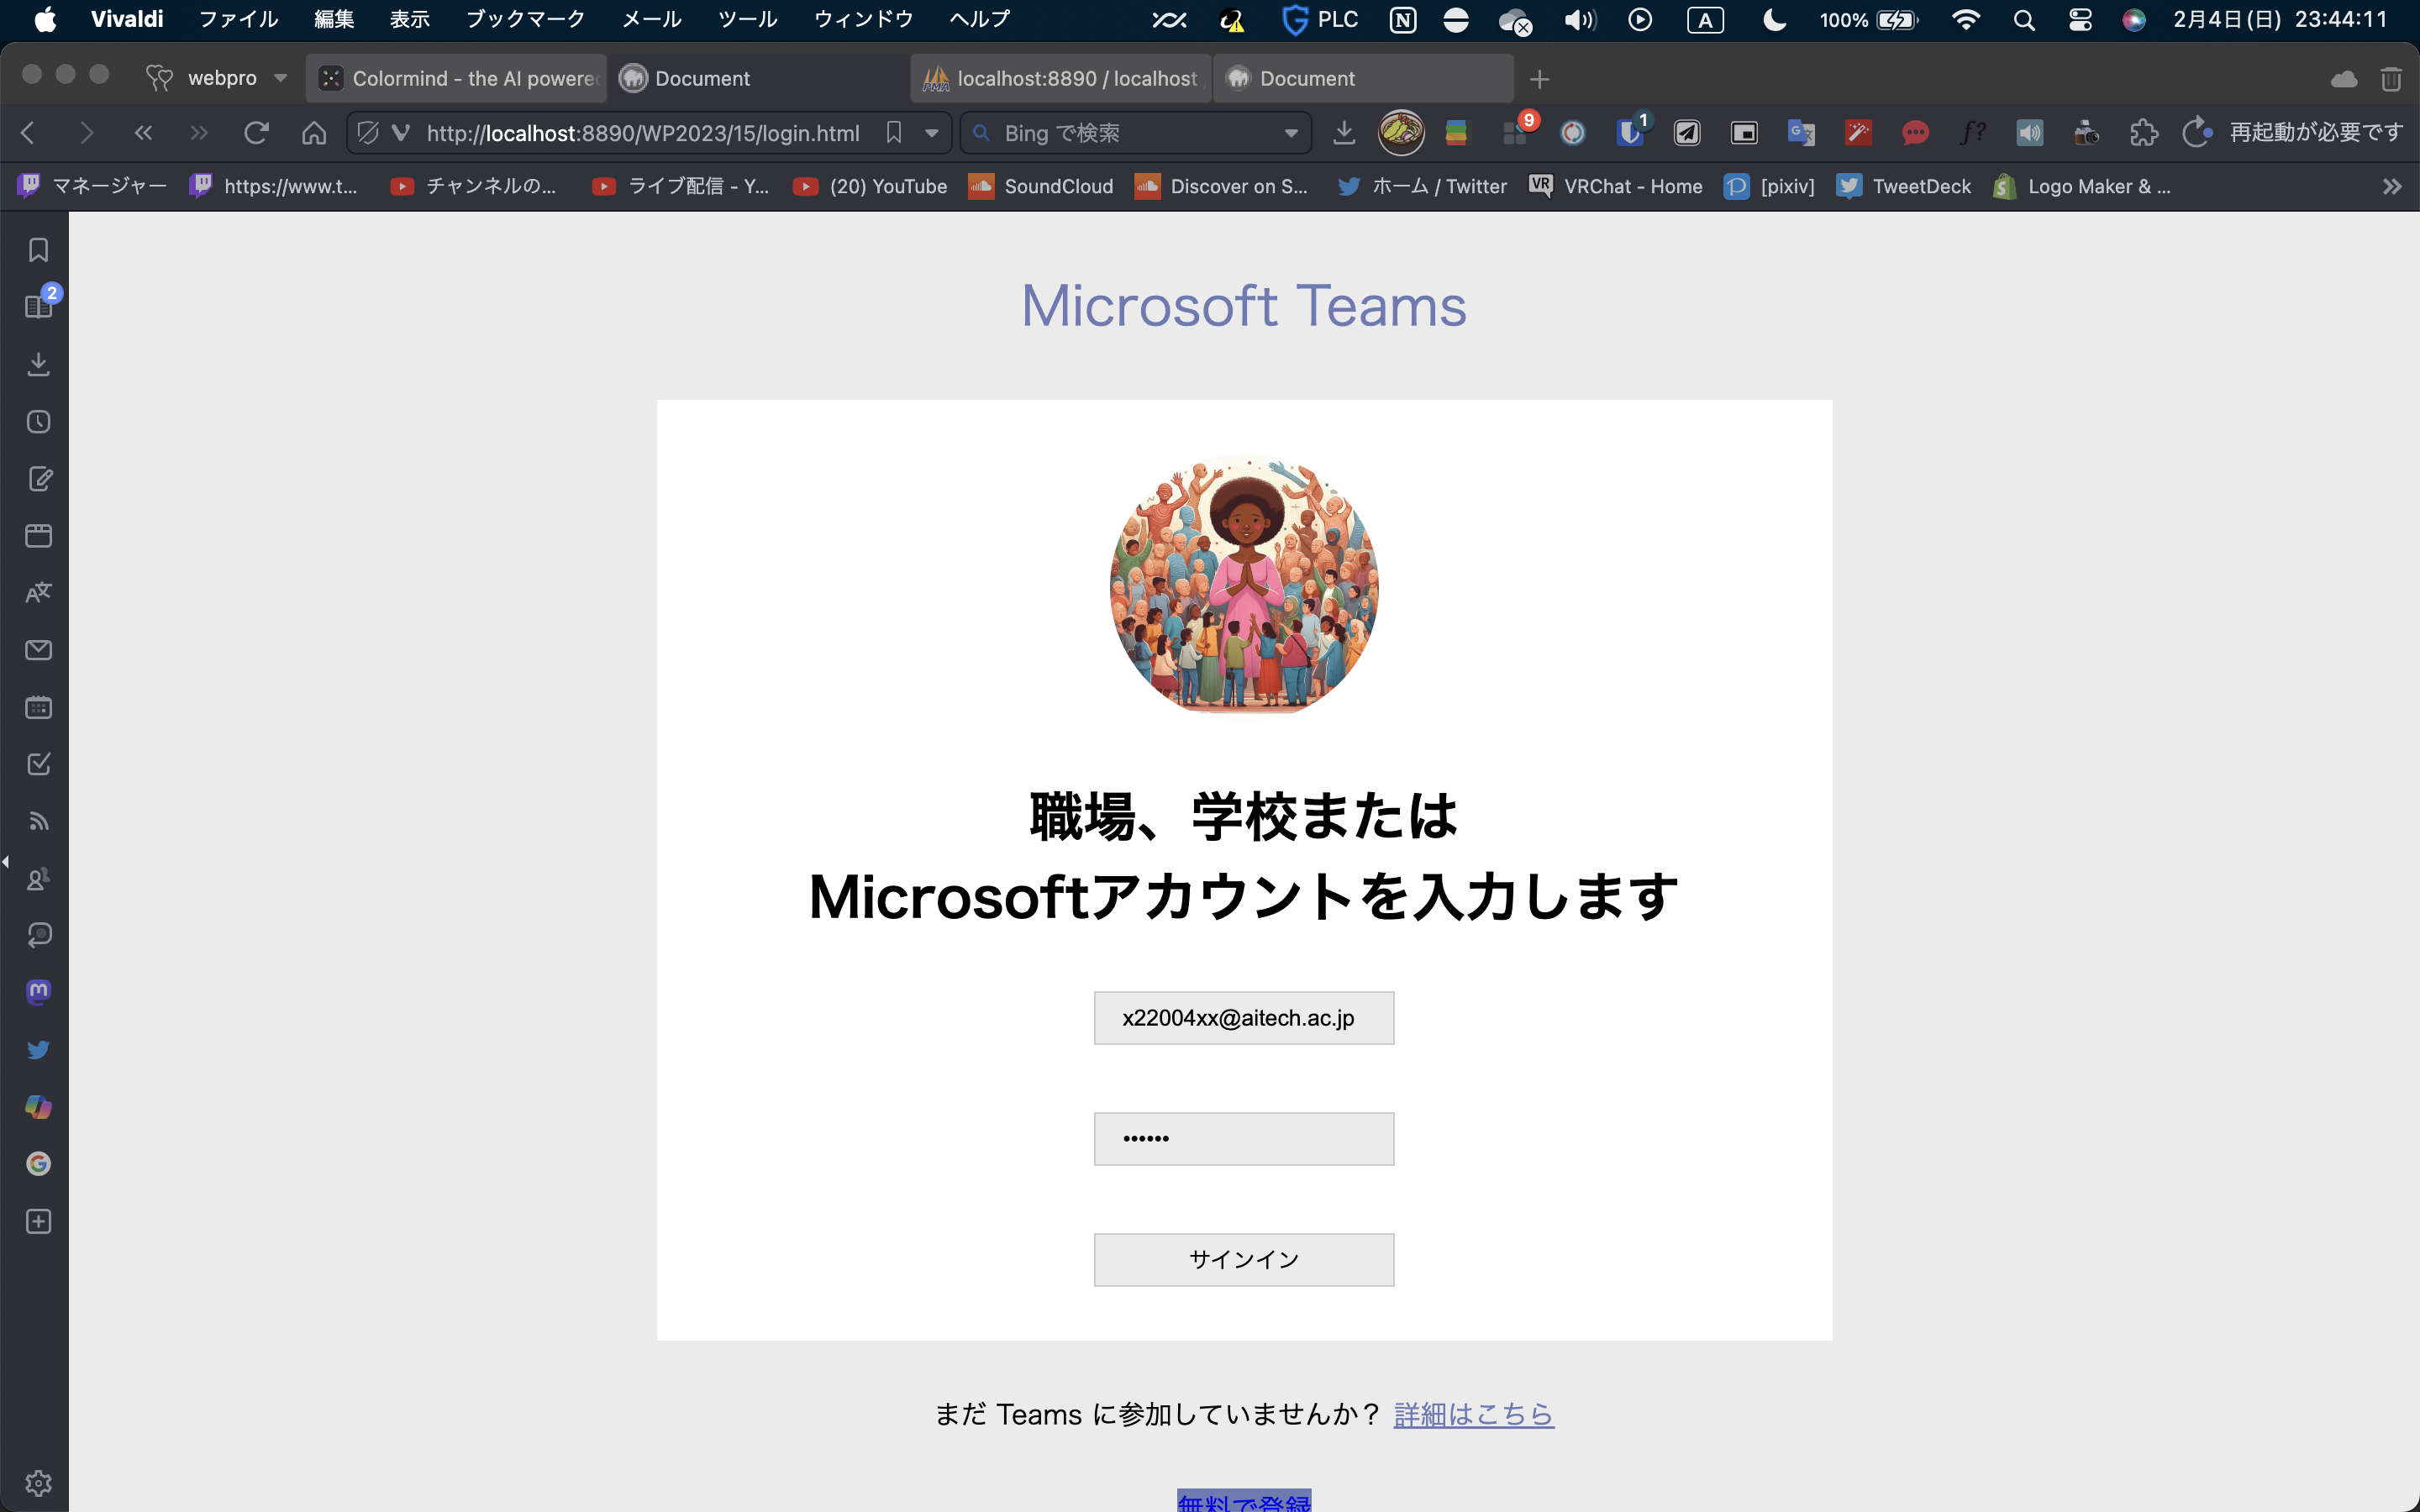 Vivaldi ファイル 編集 表示 ブックマーク メール ツール ウィンドウ ヘルプ PLC A 100% 2月4日(日) 23:44:11
webpro Colormind - the AI powere Document localhost:8890 / localhost Document
http://localhost:8890/WP2023/15/login.html Bing で検索 9 1 f? 再起動が必要です
マネージャー https://www.t... チャンネルの... ライブ配信 - Y... (20) YouTube SoundCloud Discover on S... ホーム / Twitter VRChat - Home [pixiv] TweetDeck Logo Maker & ...
2
Microsoft Teams
職場、学校または
Microsoftアカウントを入力します
x22004xx@aitech.ac.jp
••••••
サインイン
まだ Teams に参加していませんか？ 詳細はこちら
無料で登録